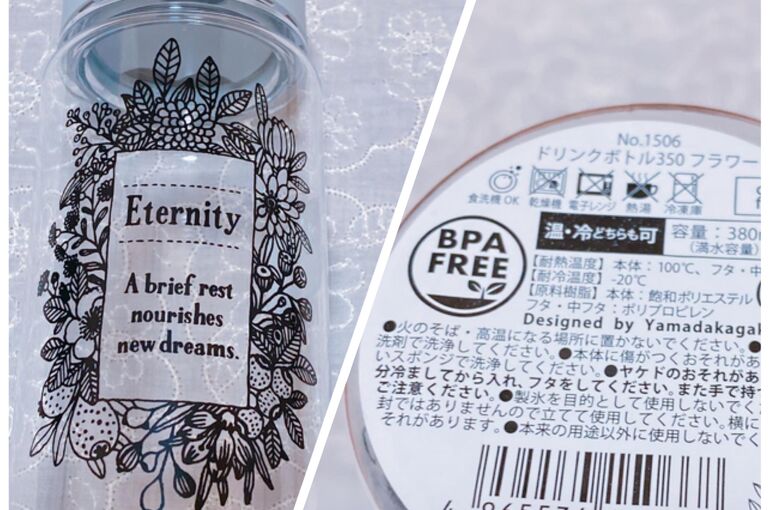 Eternity
A brief rest
nourishes
new dreams.
No.1506
ドリンクボトル350 フラワー
食洗機 OK 乾燥機 電子レンジ 熱湯 冷凍庫
BPA
FREE
温・冷どちらも可 容量：380
(満水容量)
【耐熱温度】本体：100℃、フタ・中
【耐冷温度】-20℃
【原料樹脂】本体：飽和ポリエステル
フタ・中フタ：ポリプロピレン
Designed by Yamadakagak
●火のそば・高温になる場所に置かないでください。
洗剤で洗浄してください。●本体に傷がつくおそれがあ
いスポンジで洗浄してください。●ヤケドのおそれがあ
分冷ましてから入れ、フタをしてください。また手で持つ
ご注意ください。●製氷を目的として使用しないでくだ
封ではありませんので立てて使用してください。横に
それがあります。●本来の用途以外に使用しないでく